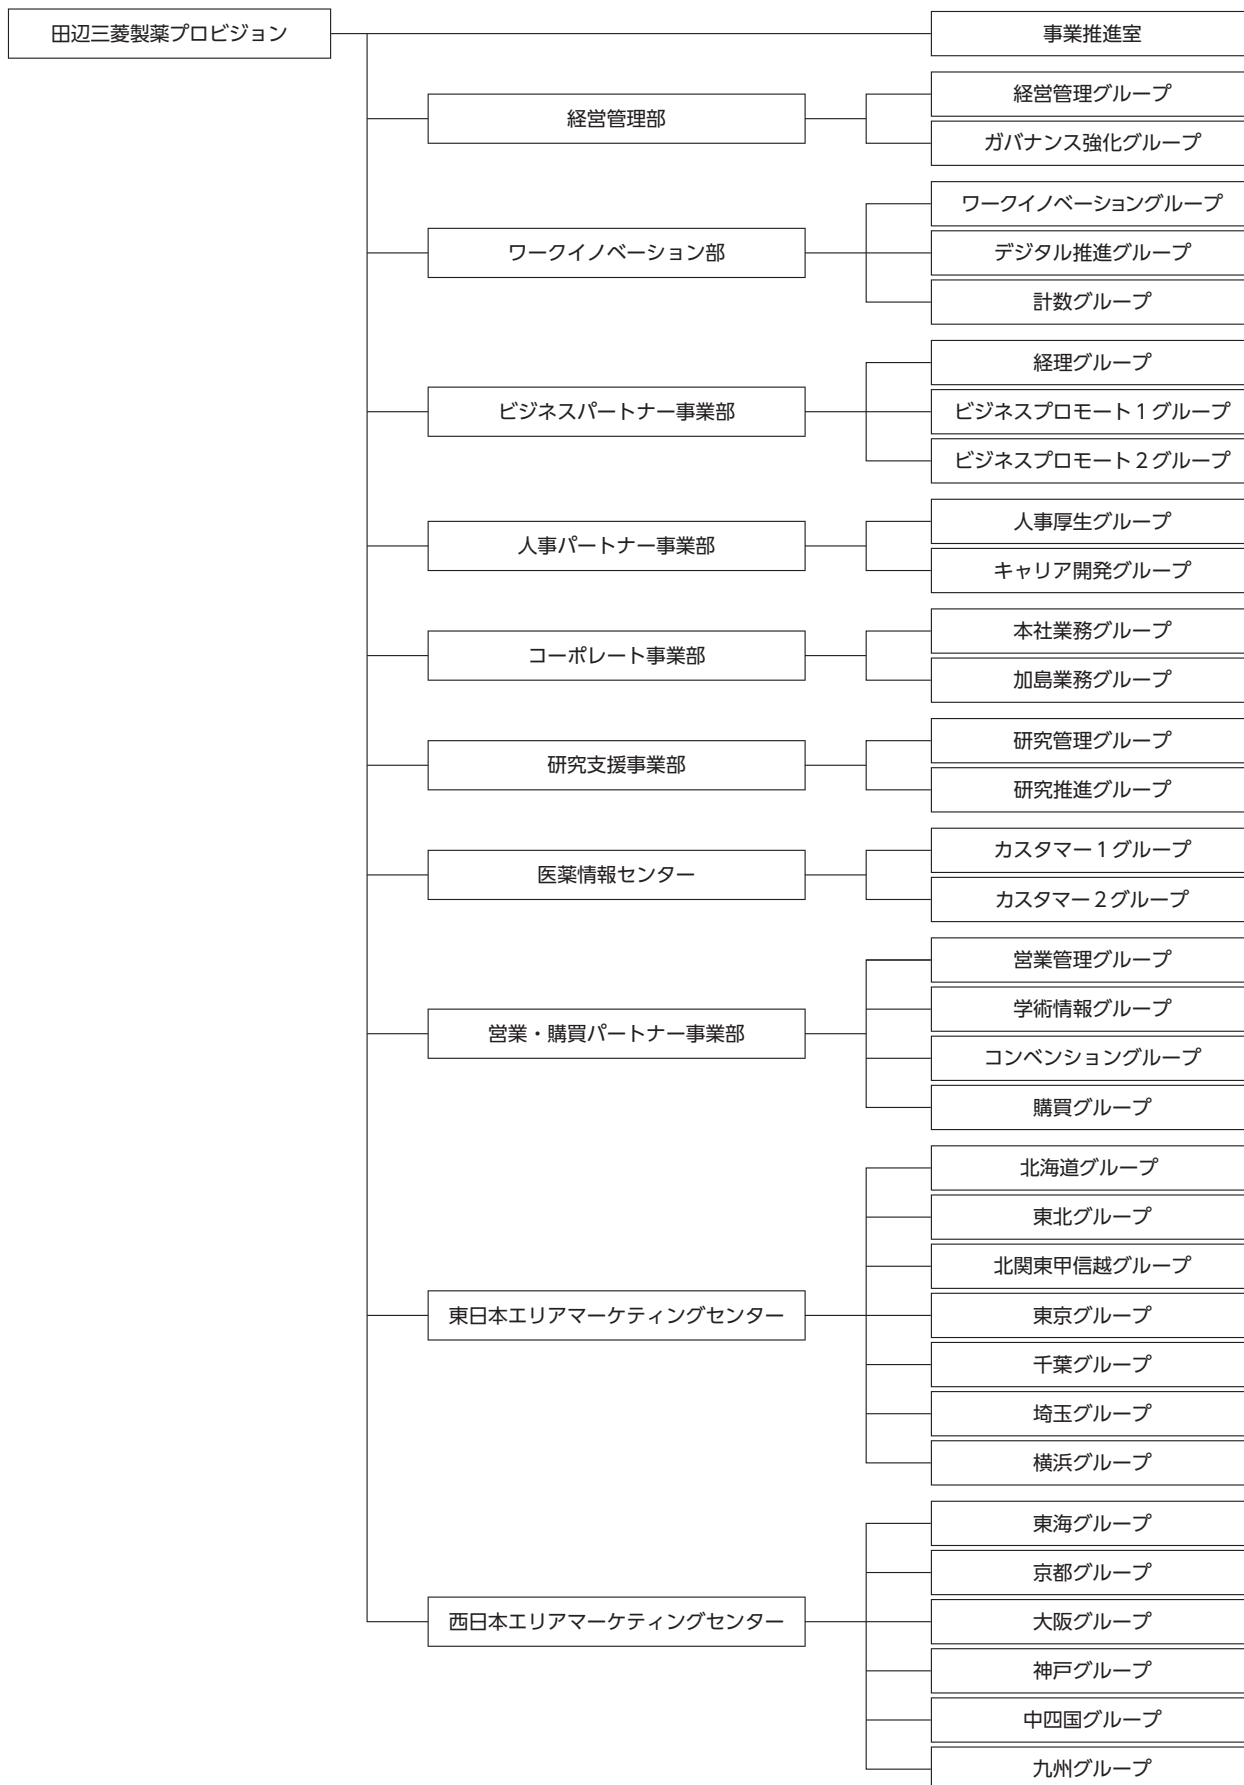 田辺三菱製薬プロビジョン
事業推進室
経営管理部
経営管理グループ
ガバナンス強化グループ
ワークイノベーション部
ワークイノベーショングループ
デジタル推進グループ
計数グループ
ビジネスパートナー事業部
経理グループ
ビジネスプロモート1グループ
ビジネスプロモート2グループ
人事パートナー事業部
人事厚生グループ
キャリア開発グループ
コーポレート事業部
本社業務グループ
加島業務グループ
研究支援事業部
研究管理グループ
研究推進グループ
医薬情報センター
カスタマー1グループ
カスタマー2グループ
営業・購買パートナー事業部
営業管理グループ
学術情報グループ
コンベンショングループ
購買グループ
東日本エリアマーケティングセンター
北海道グループ
東北グループ
北関東甲信越グループ
東京グループ
千葉グループ
埼玉グループ
横浜グループ
西日本エリアマーケティングセンター
東海グループ
京都グループ
大阪グループ
神戸グループ
中四国グループ
九州グループ